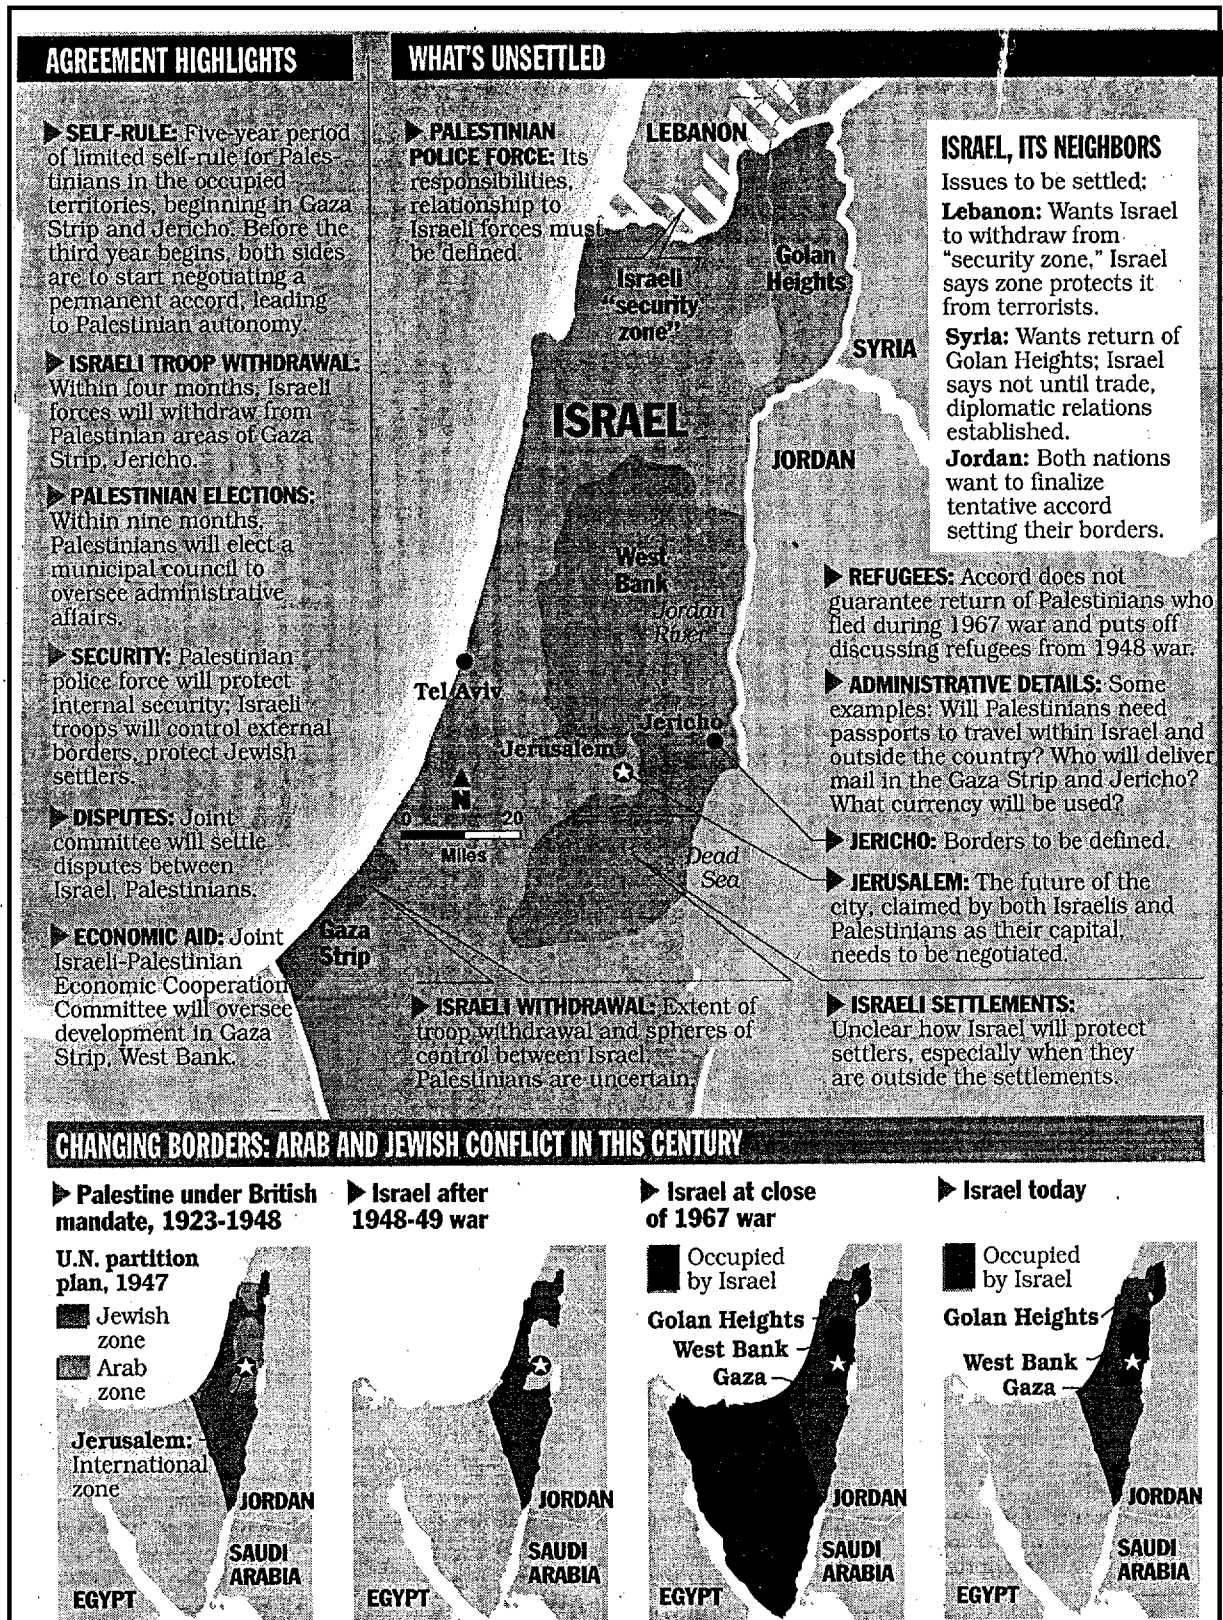 AGREEMENT HIGHLIGHTS
▶ SELF-RULE: Five-year period
of limited self-rule for Pales-
tinians in the occupied
territories, beginning in Gaza
Strip and Jericho. Before the
third year begins, both sides
are to start negotiating a
permanent accord, leading
to Palestinian autonomy.
▶ ISRAELI TROOP WITHDRAWAL:
Within four months, Israeli
forces will withdraw from
Palestinian areas of Gaza
Strip, Jericho.
▶ PALESTINIAN ELECTIONS:
Within nine months,
Palestinians will elect a
municipal council to
oversee administrative
affairs.
▶ SECURITY: Palestinian
police force will protect
internal security; Israeli
troops will control external
borders, protect Jewish
settlers.
▶ DISPUTES: Joint
committee will settle
disputes between
Israel, Palestinians.
▶ ECONOMIC AID: Joint
Israeli-Palestinian
Economic Cooperation
Committee will oversee
development in Gaza
Strip, West Bank.
WHAT'S UNSETTLED
▶ PALESTINIAN
POLICE FORCE: Its
responsibilities,
relationship to
Israeli forces must
be defined.
LEBANON
Israeli
"security
zone"
Golan
Heights
SYRIA
ISRAEL
JORDAN
West
Bank
Jordan
River
Tel Aviv
Jericho
Jerusalem
N
0 20
Miles
Dead
Sea
Gaza
Strip
▶ ISRAELI WITHDRAWAL: Extent of
troop withdrawal and spheres of
control between Israel,
Palestinians are uncertain.
ISRAEL, ITS NEIGHBORS
Issues to be settled:
Lebanon: Wants Israel
to withdraw from
"security zone," Israel
says zone protects it
from terrorists.
Syria: Wants return of
Golan Heights; Israel
says not until trade,
diplomatic relations
established.
Jordan: Both nations
want to finalize
tentative accord
setting their borders.
▶ REFUGEES: Accord does not
guarantee return of Palestinians who
fled during 1967 war and puts off
discussing refugees from 1948 war.
▶ ADMINISTRATIVE DETAILS: Some
examples: Will Palestinians need
passports to travel within Israel and
outside the country? Who will deliver
mail in the Gaza Strip and Jericho?
What currency will be used?
▶ JERICHO: Borders to be defined.
▶ JERUSALEM: The future of the
city, claimed by both Israelis and
Palestinians as their capital,
needs to be negotiated.
▶ ISRAELI SETTLEMENTS:
Unclear how Israel will protect
settlers, especially when they
are outside the settlements.
CHANGING BORDERS: ARAB AND JEWISH CONFLICT IN THIS CENTURY
▶ Palestine under British
mandate, 1923-1948
U.N. partition
plan, 1947
Jewish
zone
Arab
zone
Jerusalem:
International
zone
JORDAN
SAUDI
ARABIA
EGYPT
▶ Israel after
1948-49 war
JORDAN
SAUDI
ARABIA
EGYPT
▶ Israel at close
of 1967 war
Occupied
by Israel
Golan Heights
West Bank
Gaza
JORDAN
SAUDI
ARABIA
EGYPT
▶ Israel today
Occupied
by Israel
Golan Heights
West Bank
Gaza
JORDAN
SAUDI
ARABIA
EGYPT